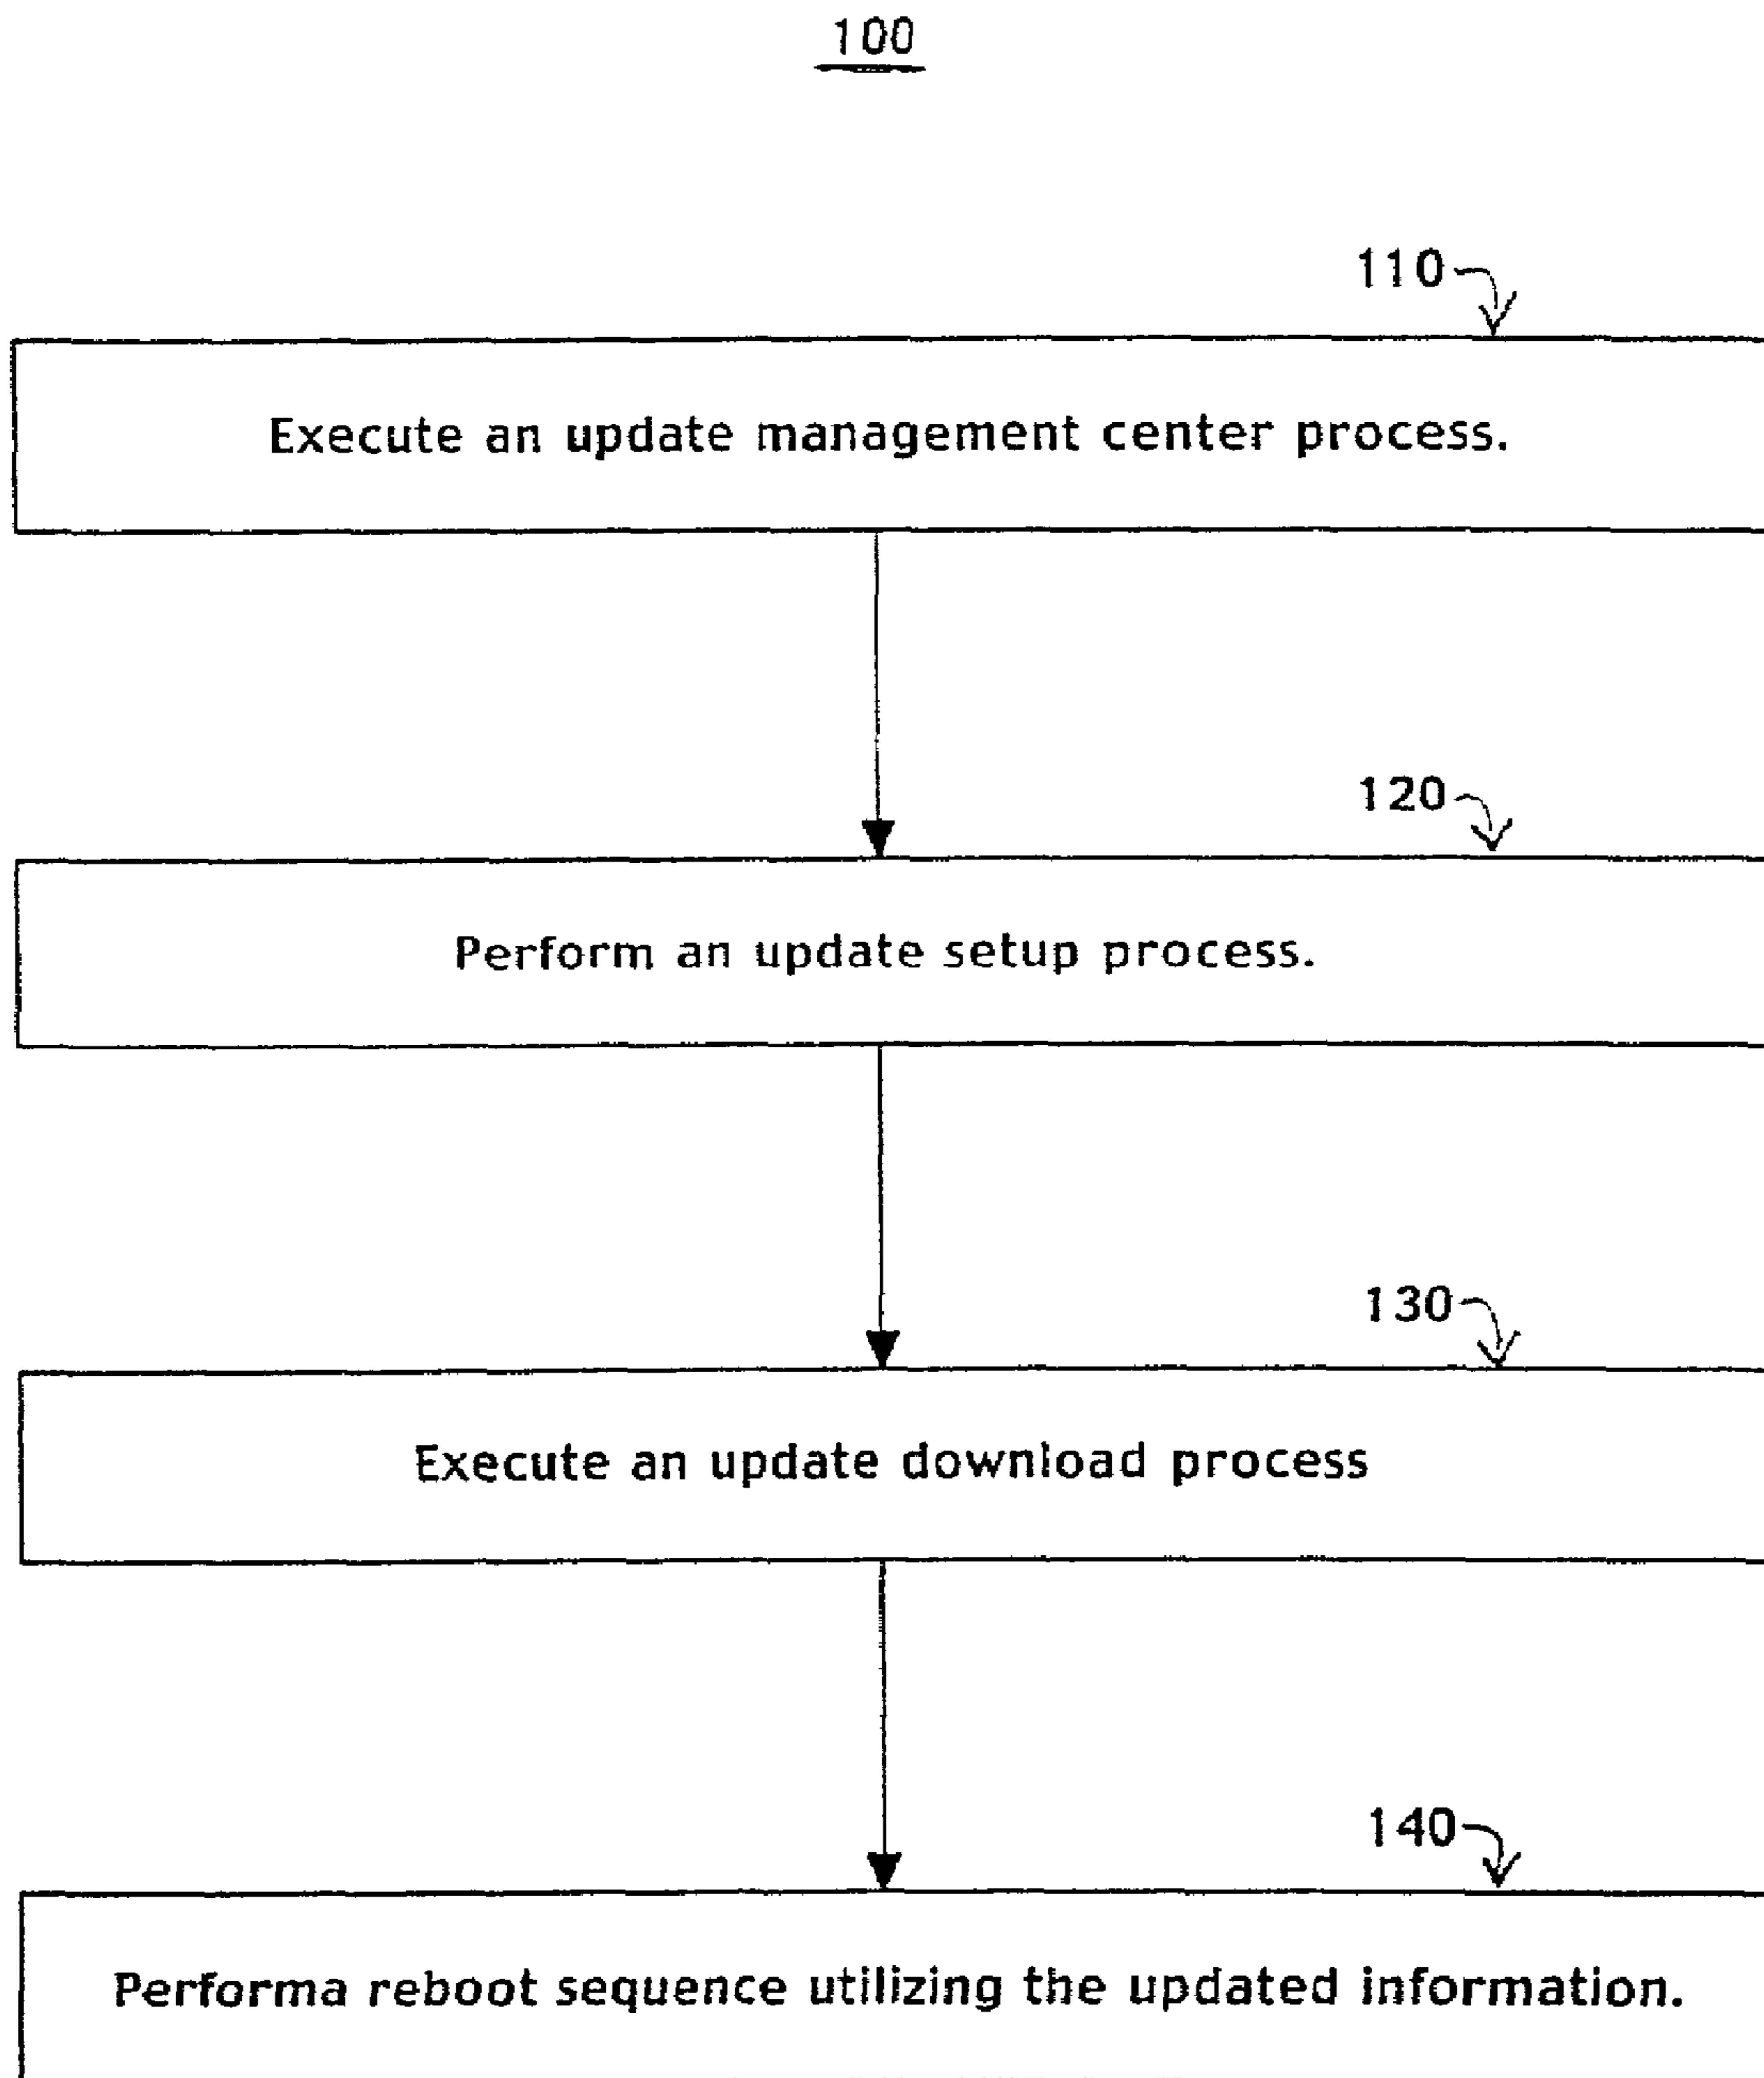 100
110
Execute an update management center process.
120
Perform an update setup process.
130
Execute an update download process
140
Performa reboot sequence utilizing the updated information.